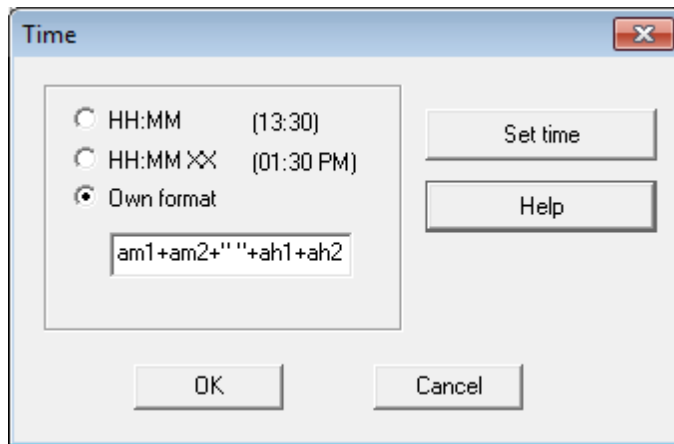 Time
HH:MM (13:30)
HH:MM XX (01:30 PM)
Own format
am1+am2+" "+ah1+ah2
Set time
Help
OK
Cancel